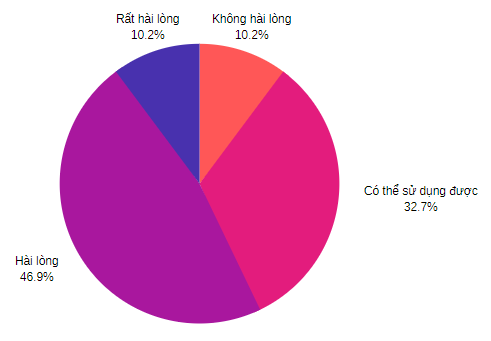 Rất hài lòng
10.2%
Không hài lòng
10.2%
Có thể sử dụng được
32.7%
Hài lòng
46.9%